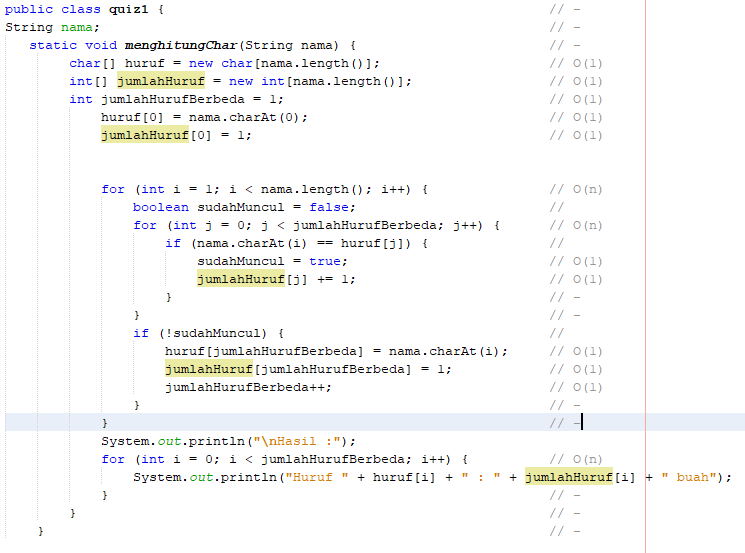 public class quiz1 { // -
String nama; // -
static void menghitungChar(String nama) { // -
char[] huruf = new char[nama.length()]; // O(1)
int[] jumlahHuruf = new int[nama.length()]; // O(1)
int jumlahHurufBerbeda = 1; // O(1)
huruf[0] = nama.charAt(0); // O(1)
jumlahHuruf[0] = 1; // O(1)
for (int i = 1; i < nama.length(); i++) { // O(n)
boolean sudahMuncul = false; //
for (int j = 0; j < jumlahHurufBerbeda; j++) { // O(n)
if (nama.charAt(i) == huruf[j]) { //
sudahMuncul = true; // O(1)
jumlahHuruf[j] += 1; // O(1)
} // -
} // -
if (!sudahMuncul) { //
huruf[jumlahHurufBerbeda] = nama.charAt(i); // O(1)
jumlahHuruf[jumlahHurufBerbeda] = 1; // O(1)
jumlahHurufBerbeda++; // O(1)
} // -
} // -
System.out.println("\nHasil :");
for (int i = 0; i < jumlahHurufBerbeda; i++) { // O(n)
System.out.println("Huruf " + huruf[i] + " : " + jumlahHuruf[i] + " buah");
} // -
} // -
} // -